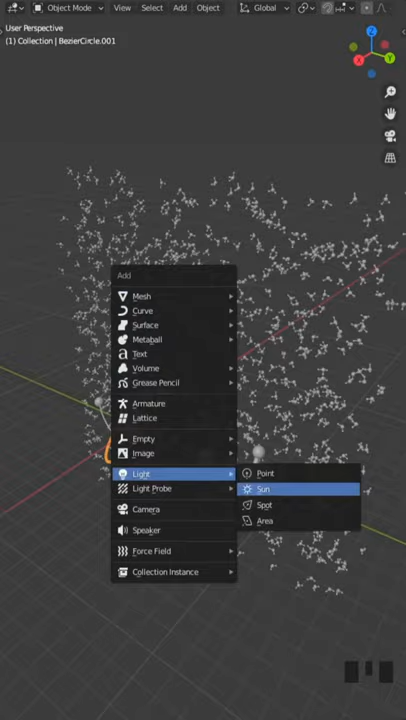 Object Mode View Select Add Object Global
User Perspective
(1) Collection | BezierCircle.001
Z
Y
X
Add
Mesh
Curve
Surface
Metaball
Text
Volume
Grease Pencil
Armature
Lattice
Empty
Image
Light
Light Probe
Camera
Speaker
Force Field
Collection Instance
Point
Sun
Spot
Area